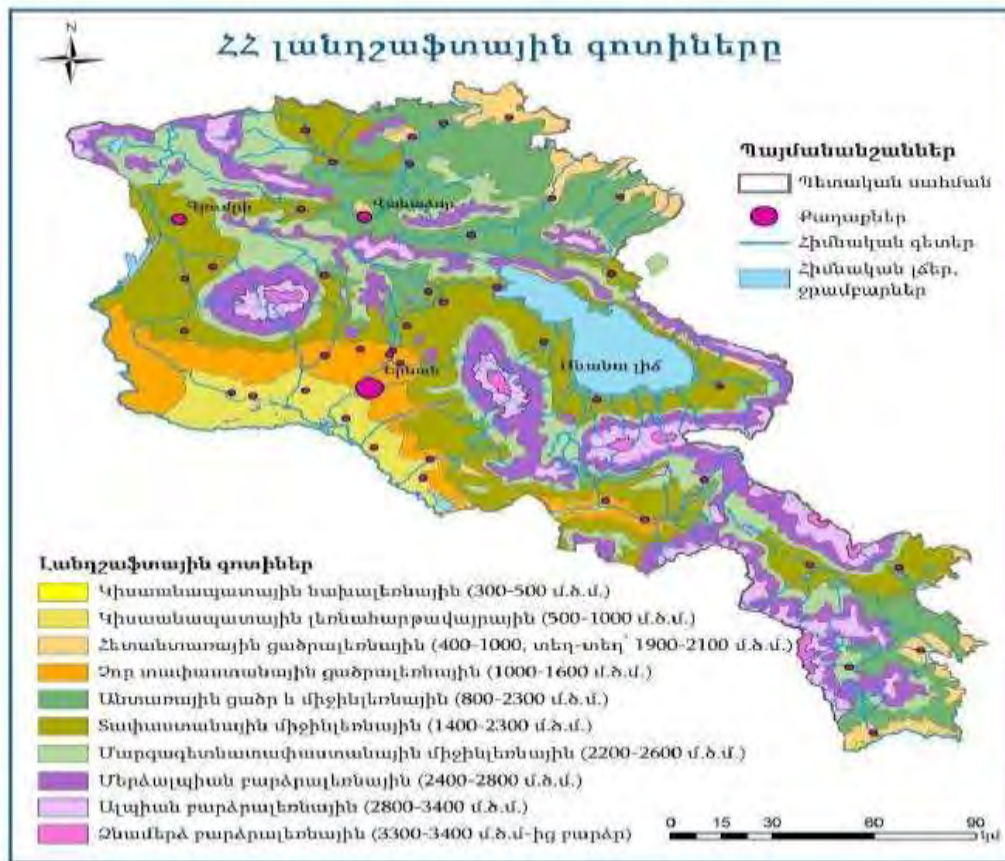 N
ՀՀ լանդշաֆտային գոտիները
Պայմանանշաններ
Պետական սահման
Քաղաքներ
Հիմնական գետեր
Հիմնական լճեր,
ջրամբարներ
Գյումրի
Վանաձոր
Սևանա լիճ
Երևան
Լանդշաֆտային գոտիներ
Կիսաանապատային նախալեռնային (300-500 մ.ծ.մ.)
Կիսաանապատային լեռնահարթավայրային (500-1000 մ.ծ.մ.)
Հետանտառային ցածրալեռնային (400-1000, տեղ-տեղ՝ 1900-2100 մ.ծ.մ.)
Չոր տափաստանային ցածրալեռնային (1000-1600 մ.ծ.մ.)
Անտառային ցածր և միջինլեռնային (800-2300 մ.ծ.մ.)
Տափաստանային միջինլեռնային (1400-2300 մ.ծ.մ.)
Մարգագետնատափաստանային միջինլեռնային (2200-2600 մ.ծ.մ.)
Մերձալպիան բարձրալեռնային (2400-2800 մ.ծ.մ.)
Ալպիան բարձրալեռնային (2800-3400 մ.ծ.մ.)
Ձնամերձ բարձրալեռնային (3300-3400 մ.ծ.մ-ից բարձր)
0 15 30 60 90
կմ